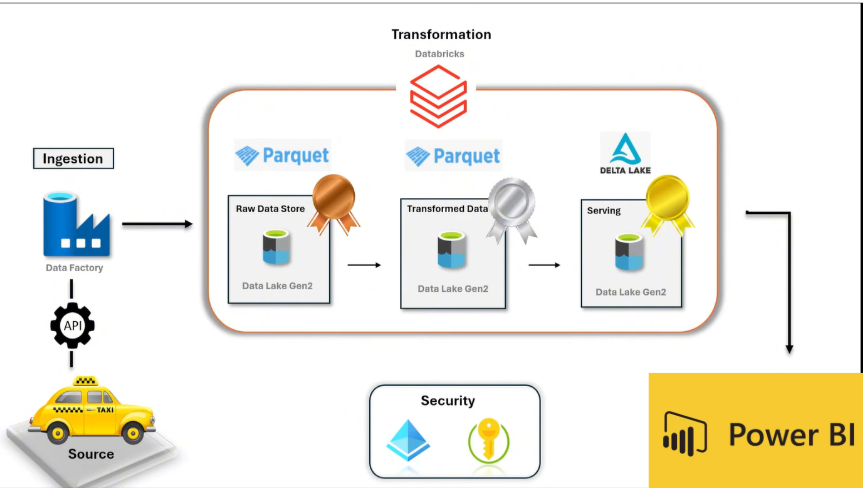 Transformation
Databricks
Ingestion
Parquet
Parquet
DELTA LAKE
Raw Data Store
Transformed Data
Serving
Data Lake Gen2
Data Lake Gen2
Data Lake Gen2
Data Factory
API
TAXI
TAXI
Source
Security
Power BI